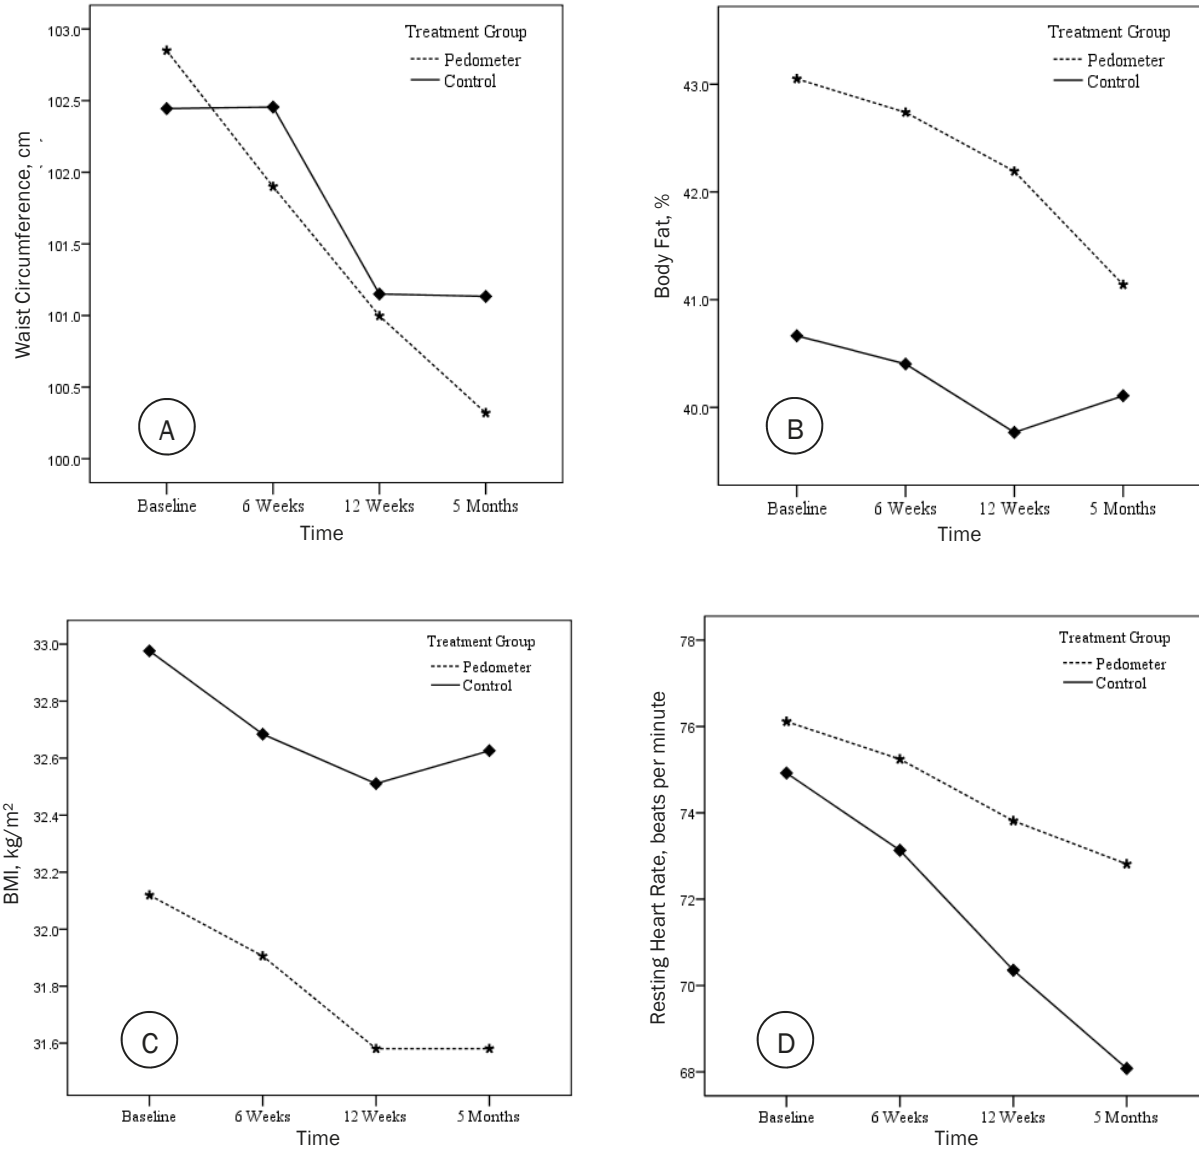 Treatment Group
Pedometer
Control
103.0
102.5
102.0
101.5
101.0
100.5
100.0
Waist Circumference, cm
A
Baseline 6 Weeks 12 Weeks 5 Months
Time
Treatment Group
Pedometer
Control
43.0
42.0
41.0
40.0
Body Fat, %
B
Baseline 6 Weeks 12 Weeks 5 Months
Time
Treatment Group
Pedometer
Control
33.0
32.8
32.6
32.4
32.2
32.0
31.8
31.6
BMI, kg/m²
C
Baseline 6 Weeks 12 Weeks 5 Months
Time
Treatment Group
Pedometer
Control
78
76
74
72
70
68
Resting Heart Rate, beats per minute
D
Baseline 6 Weeks 12 Weeks 5 Months
Time